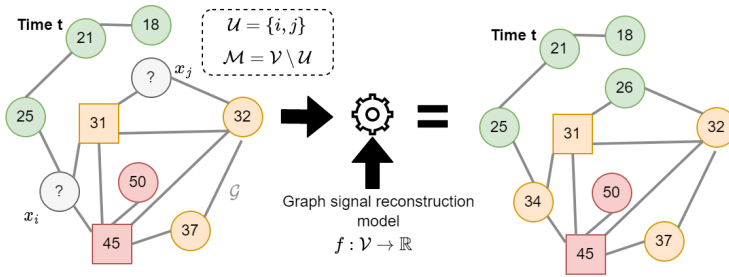 Time t
21
18
25
?
x_j
31
32
?
x_i
50
45
37
𝒢
𝒰 = {i, j}
ℳ = 𝒱 \ 𝒰
=
Graph signal reconstruction
model
f : 𝒱 → ℝ
Time t
21
18
25
26
31
32
34
50
45
37